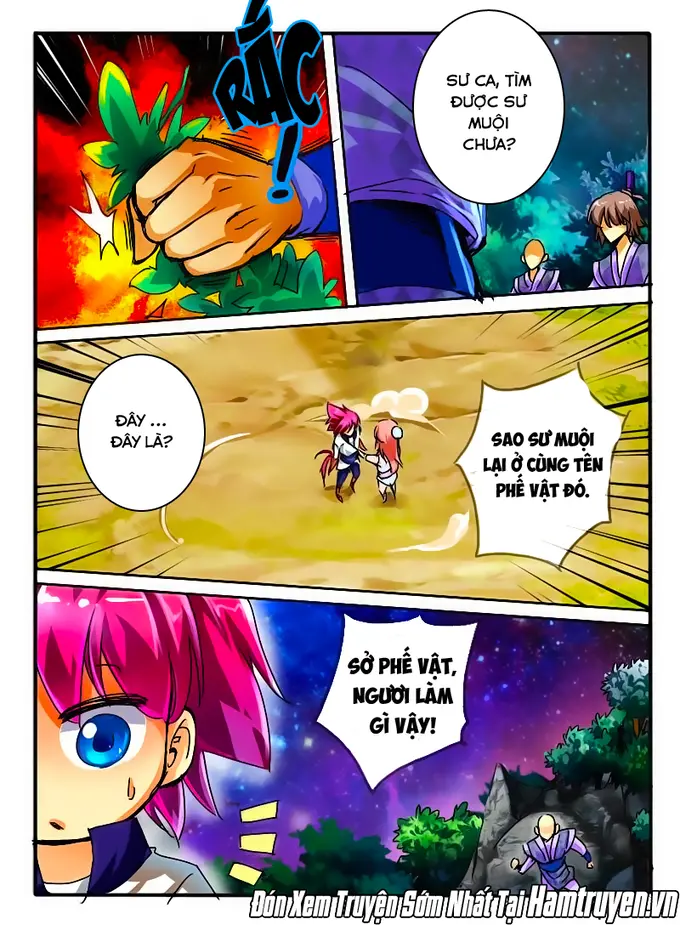 RẮC!
SƯ CA, TÌM
ĐƯỢC SƯ
MUỘI
CHƯA?
ĐÂY ...
ĐÂY LÀ?
SAO SƯ MUỘI
LẠI Ở CÙNG TÊN
PHẾ VẬT ĐÓ.
SỞ PHẾ VẬT,
NGƯƠI LÀM
GÌ VẬY!
Đón Xem Truyện Sớm Nhất Tại Hamtruyen.vn